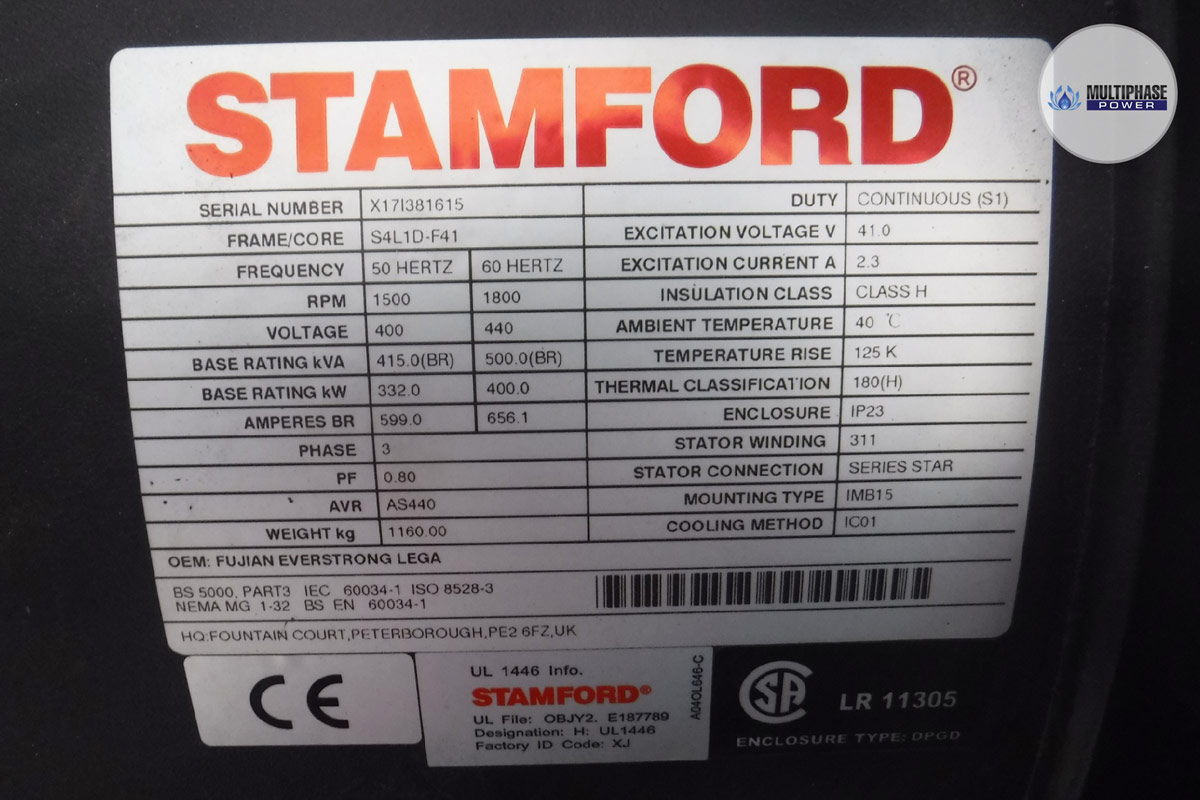 STAMFORD®
MULTIPHASE
POWER
SERIAL NUMBER X17I381615 DUTY CONTINUOUS (S1)
FRAME/CORE S4L1D-F41 EXCITATION VOLTAGE V 41.0
FREQUENCY 50 HERTZ 60 HERTZ EXCITATION CURRENT A 2.3
RPM 1500 1800 INSULATION CLASS CLASS H
VOLTAGE 400 440 AMBIENT TEMPERATURE 40 ℃
BASE RATING kVA 415.0(BR) 500.0(BR) TEMPERATURE RISE 125 K
BASE RATING kW 332.0 400.0 THERMAL CLASSIFICATION 180(H)
AMPERES BR 599.0 656.1 ENCLOSURE IP23
PHASE 3 STATOR WINDING 311
PF 0.80 STATOR CONNECTION SERIES STAR
AVR AS440 MOUNTING TYPE IMB15
WEIGHT kg 1160.00 COOLING METHOD IC01
OEM: FUJIAN EVERSTRONG LEGA
BS 5000, PART3 IEC 60034-1 ISO 8528-3
NEMA MG 1-32 BS EN 60034-1
HQ:FOUNTAIN COURT,PETERBOROUGH,PE2 6FZ,UK
CE
UL 1446 Info.
STAMFORD®
UL File: OBJY2. E187789
Designation: H: UL1446
Factory ID Code: XJ
A04OL646-C
SA LR 11305
ENCLOSURE TYPE: DPGD